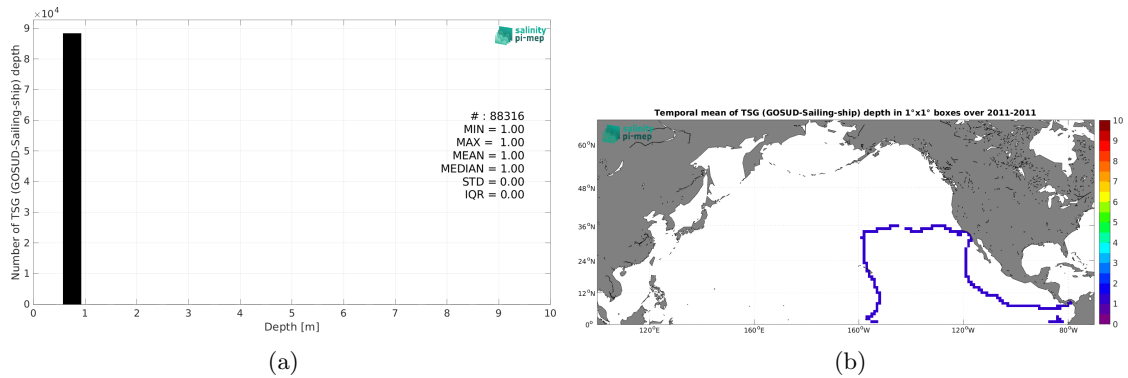 ×10⁴
9
8
7
6
5
4
3
2
1
0
Number of TSG (GOSUD-Sailing-ship) depth
salinity
pi-mep
# : 88316
MIN = 1.00
MAX = 1.00
MEAN = 1.00
MEDIAN = 1.00
STD = 0.00
IQR = 0.00
0 1 2 3 4 5 6 7 8 9 10
Depth [m]
(a)
Temporal mean of TSG (GOSUD-Sailing-ship) depth in 1°x1° boxes over 2011-2011
salinity
pi-mep
60°N
48°N
36°N
24°N
12°N
0°
120°E 160°E 160°W 120°W 80°W
10
9
8
7
6
5
4
3
2
1
0
(b)